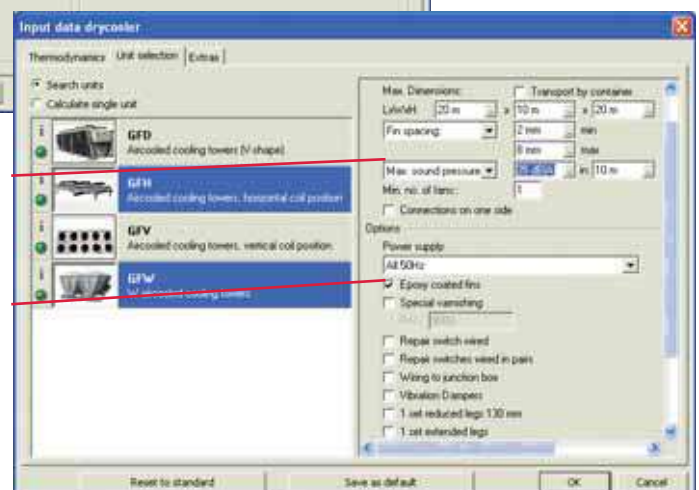 Input data drycooler
Thermodynamics Unit selection Extras
Search units
Calculate single unit
i GFD
Aircooled cooling towers (V shape)
i GFH
Aircooled cooling towers, horizontal coil position
i GFV
Aircooled cooling towers, vertical coil position
i GFW
cooling towers
Max. Dimensions: Transport by container
LxWxH: 20 m x 10 m x 20 m
Fin spacing: 2 mm min
8 mm max
Max. sound pressure in 10 m
Min. no. of fans: 1
Connections on one side
Options
Power supply
All 50Hz
Epoxy coated fins
Special varnishing
Repair switch wired
Repair switches wired in pairs
Wiring to junction box
Vibration Dampers
1 set reduced legs 130 mm
1 set extended legs
Reset to standard Save as default OK Cancel